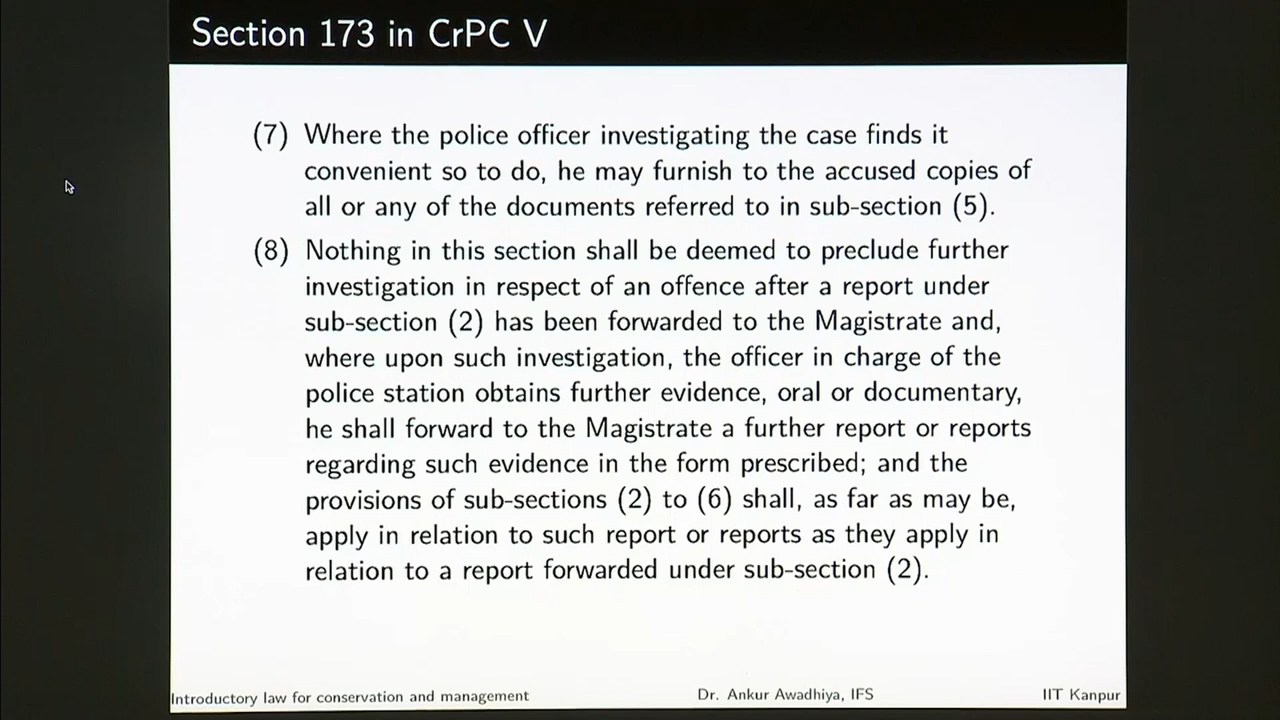 Section 173 in CrPC V
(7) Where the police officer investigating the case finds it
convenient so to do, he may furnish to the accused copies of
all or any of the documents referred to in sub-section (5).
(8) Nothing in this section shall be deemed to preclude further
investigation in respect of an offence after a report under
sub-section (2) has been forwarded to the Magistrate and,
where upon such investigation, the officer in charge of the
police station obtains further evidence, oral or documentary,
he shall forward to the Magistrate a further report or reports
regarding such evidence in the form prescribed; and the
provisions of sub-sections (2) to (6) shall, as far as may be,
apply in relation to such report or reports as they apply in
relation to a report forwarded under sub-section (2).
Introductory law for conservation and management Dr. Ankur Awadhiya, IFS IIT Kanpur